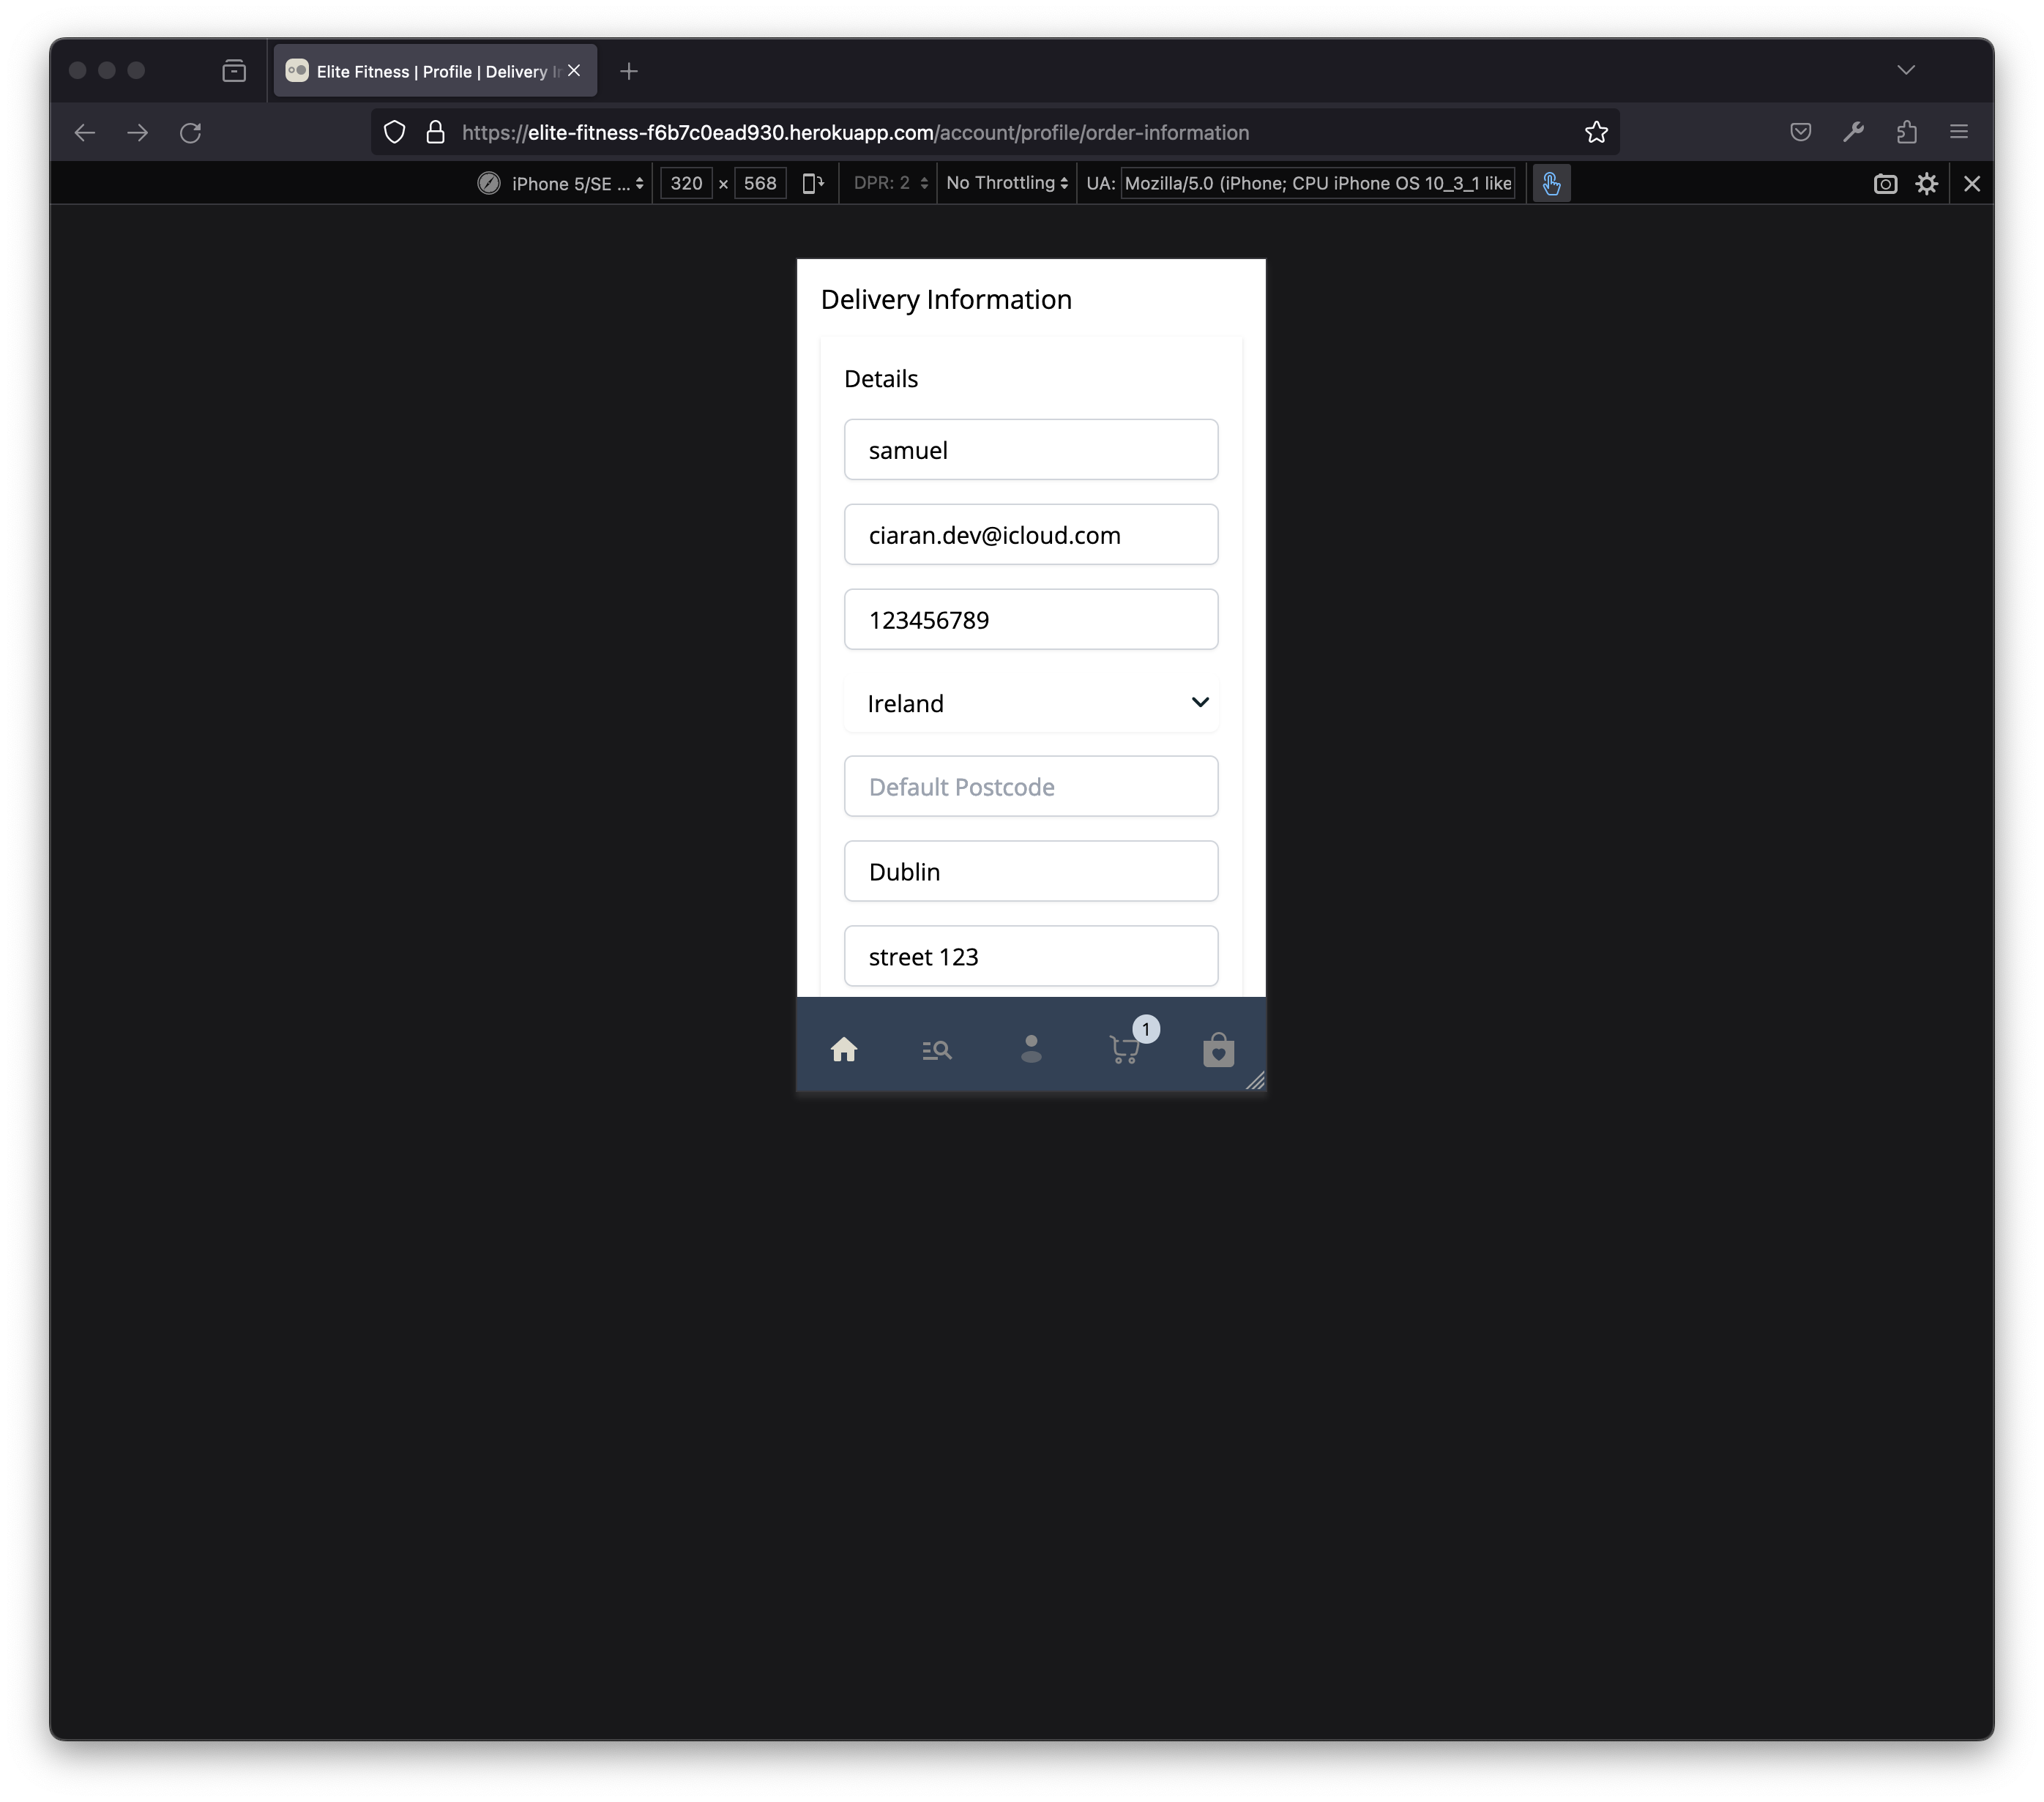 Elite Fitness | Profile | Delivery
https://elite-fitness-f6b7c0ead930.herokuapp.com/account/profile/order-information
iPhone 5/SE ... 320 x 568 DPR: 2 No Throttling UA: Mozilla/5.0 (iPhone; CPU iPhone OS 10_3_1 like
Delivery Information
Details
samuel
ciaran.dev@icloud.com
123456789
Ireland
Default Postcode
Dublin
street 123
1